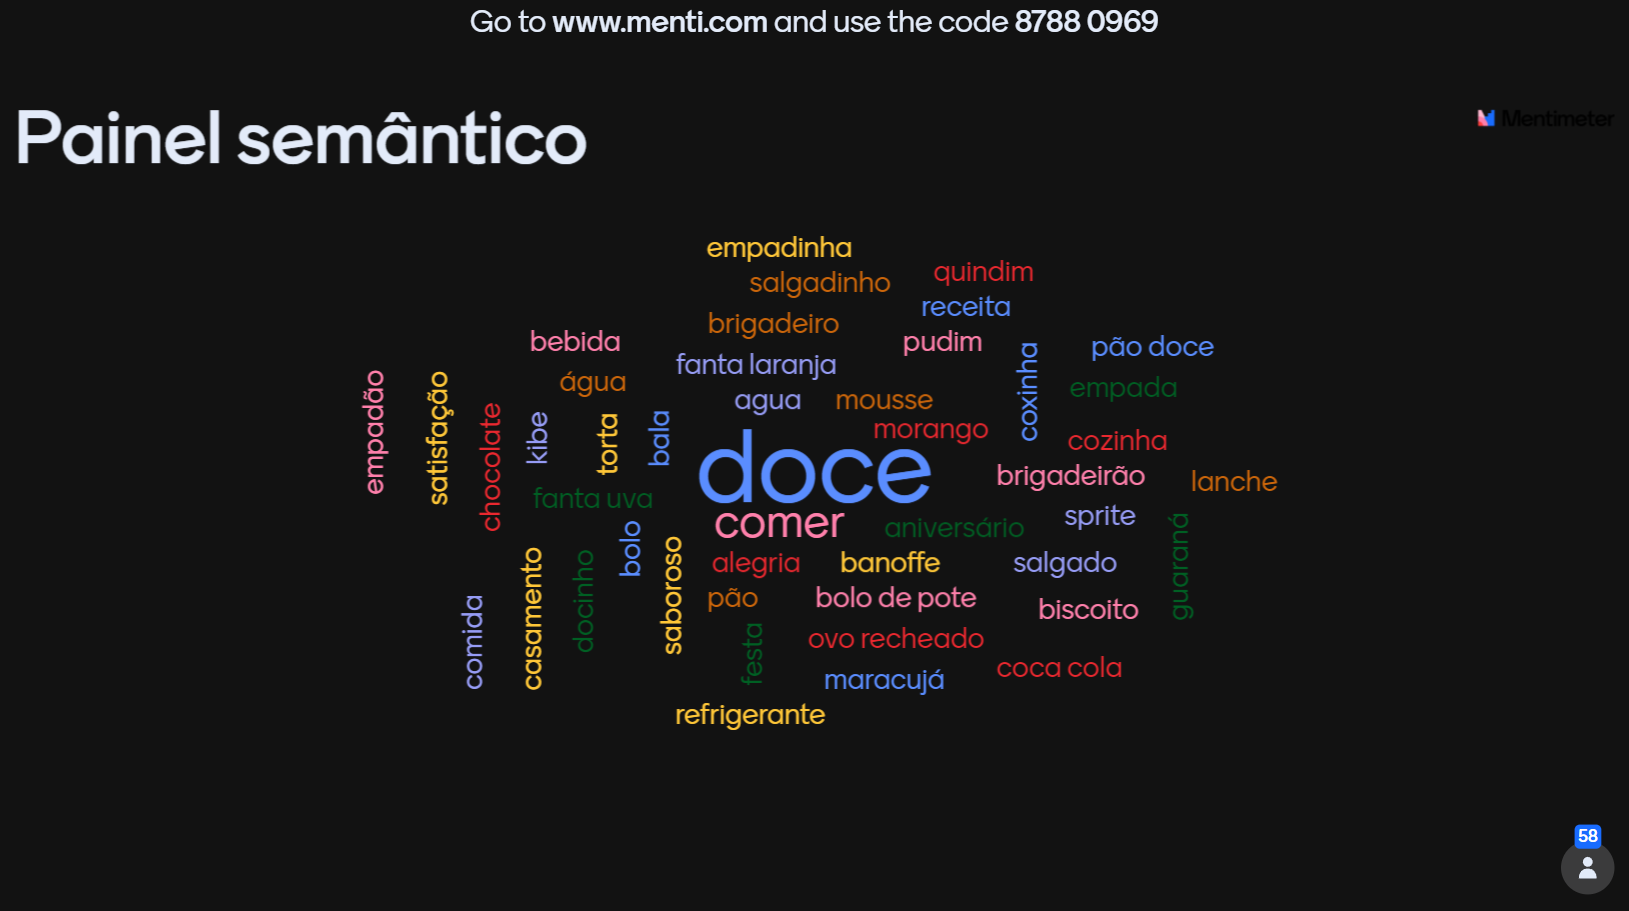 Go to www.menti.com and use the code 8788 0969
Painel semântico
Mentimeter
empadinha
salgadinho
quindim
receita
brigadeiro
bebida
pudim
pão doce
fanta laranja
coxinha
água
empada
agua
mousse
empadão
satisfação
chocolate
kibe
torta
bala
morango
cozinha
doce
brigadeirão
lanche
fanta uva
comer
aniversário
sprite
guaraná
bolo
alegria
banoffe
salgado
comida
casamento
docinho
saboroso
pão
bolo de pote
biscoito
festa
ovo recheado
coca cola
maracujá
refrigerante
58